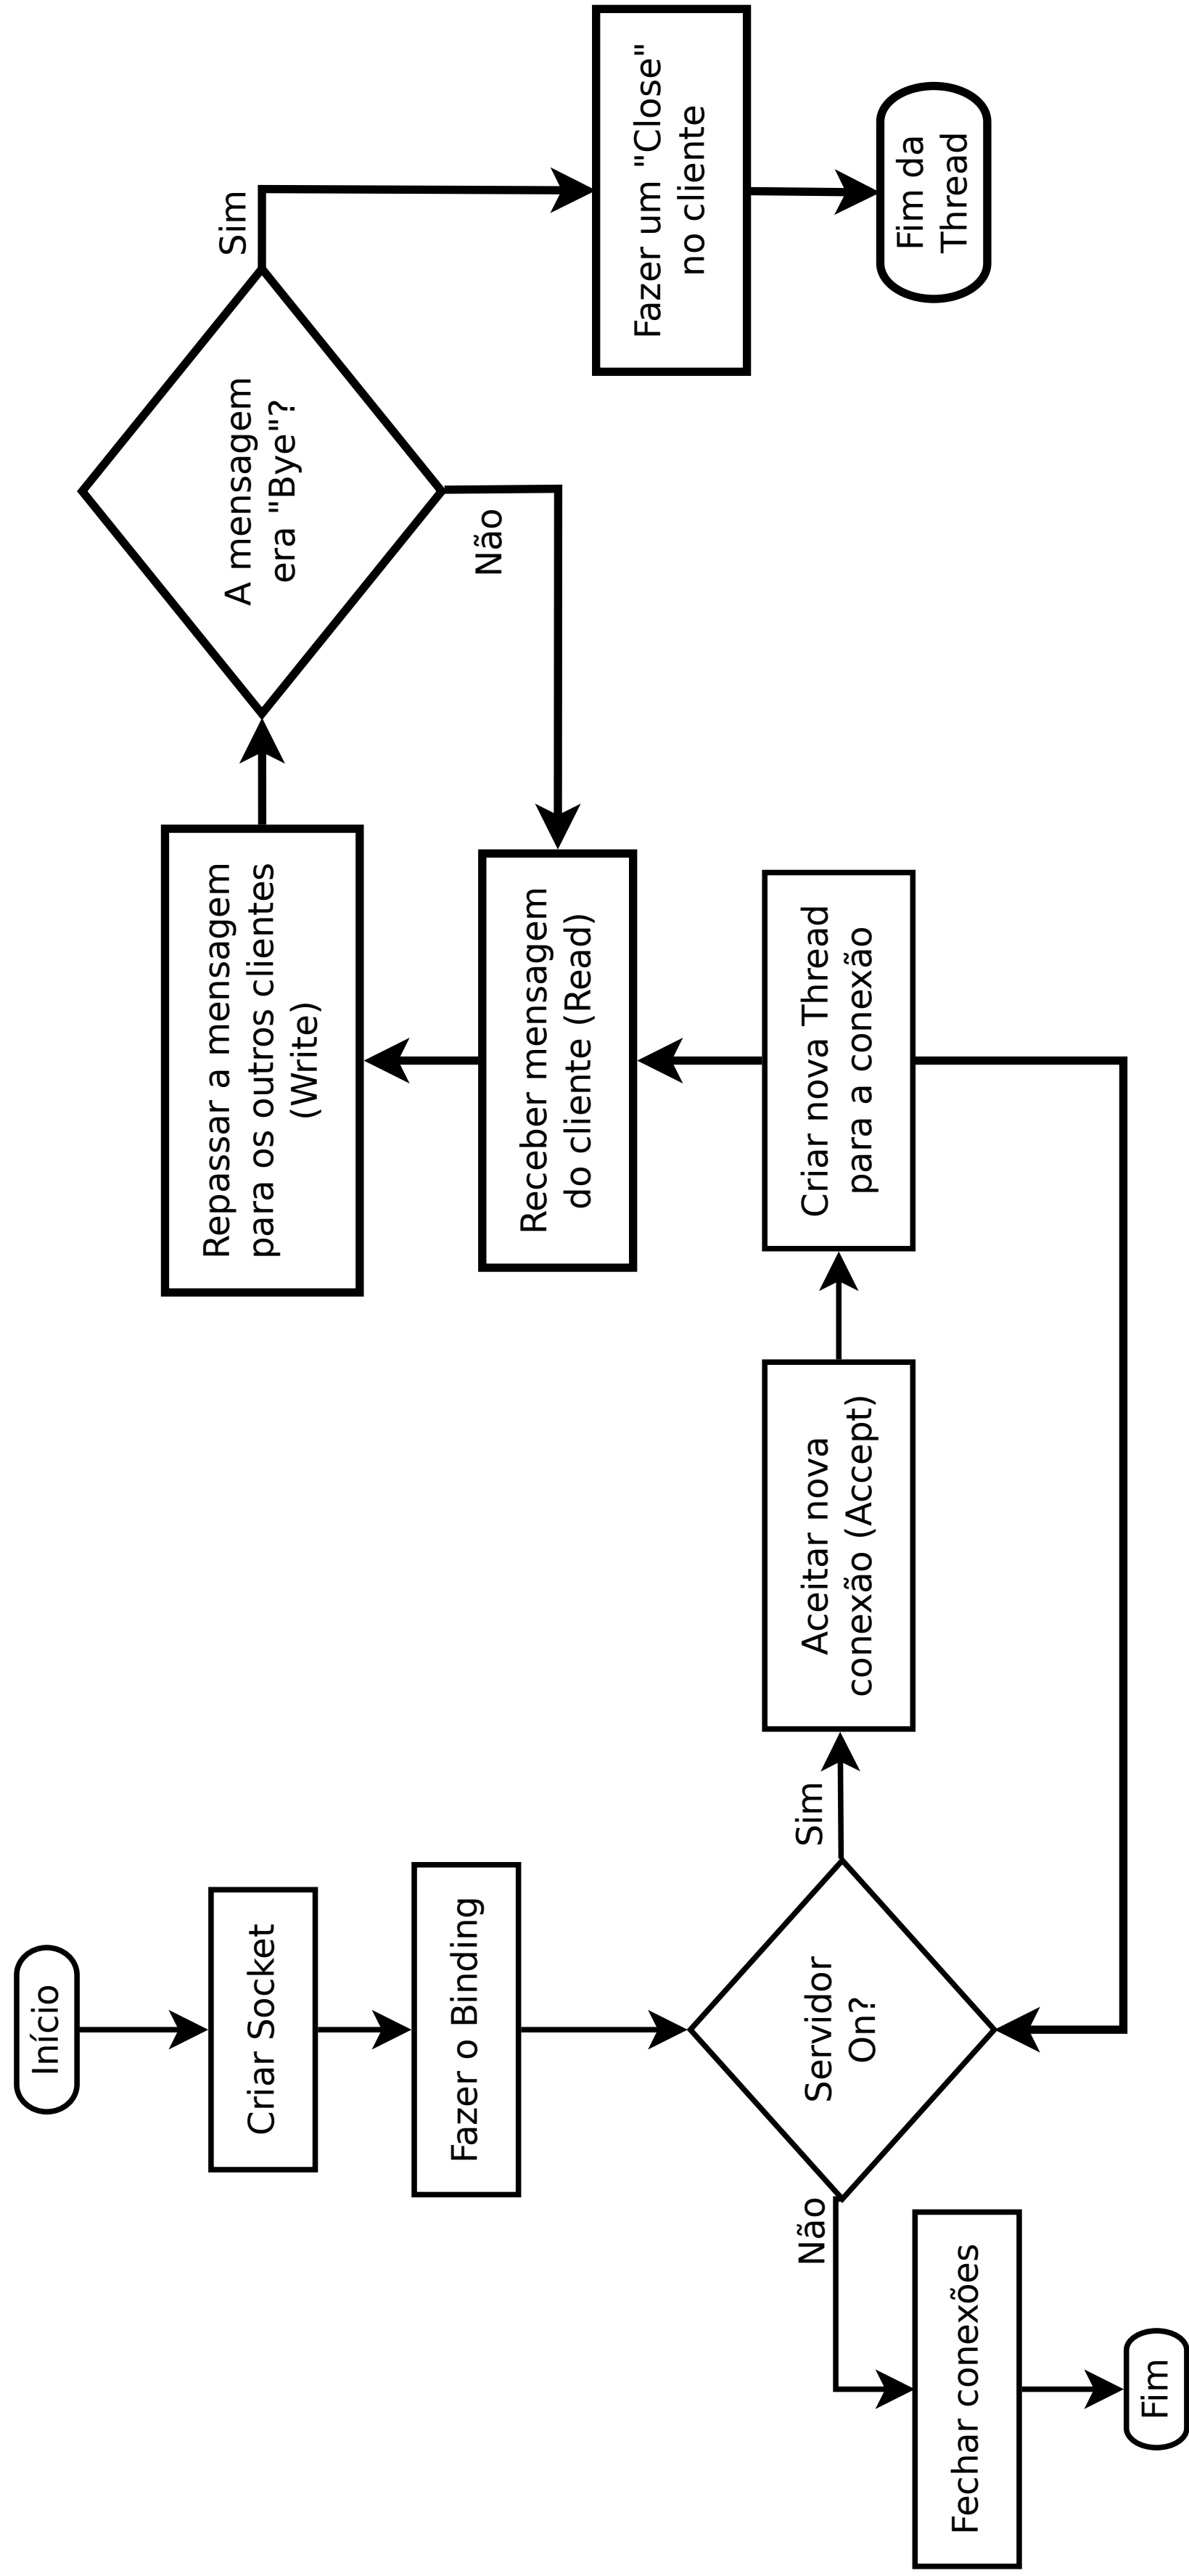 Início
Criar Socket
Fazer o Binding
Servidor
On?
Não
Fechar conexões
Fim
Sim
Aceitar nova
conexão (Accept)
Criar nova Thread
para a conexão
Receber mensagem
do cliente (Read)
Repassar a mensagem
para os outros clientes
(Write)
A mensagem
era "Bye"?
Não
Sim
Fazer um "Close"
no cliente
Fim da
Thread